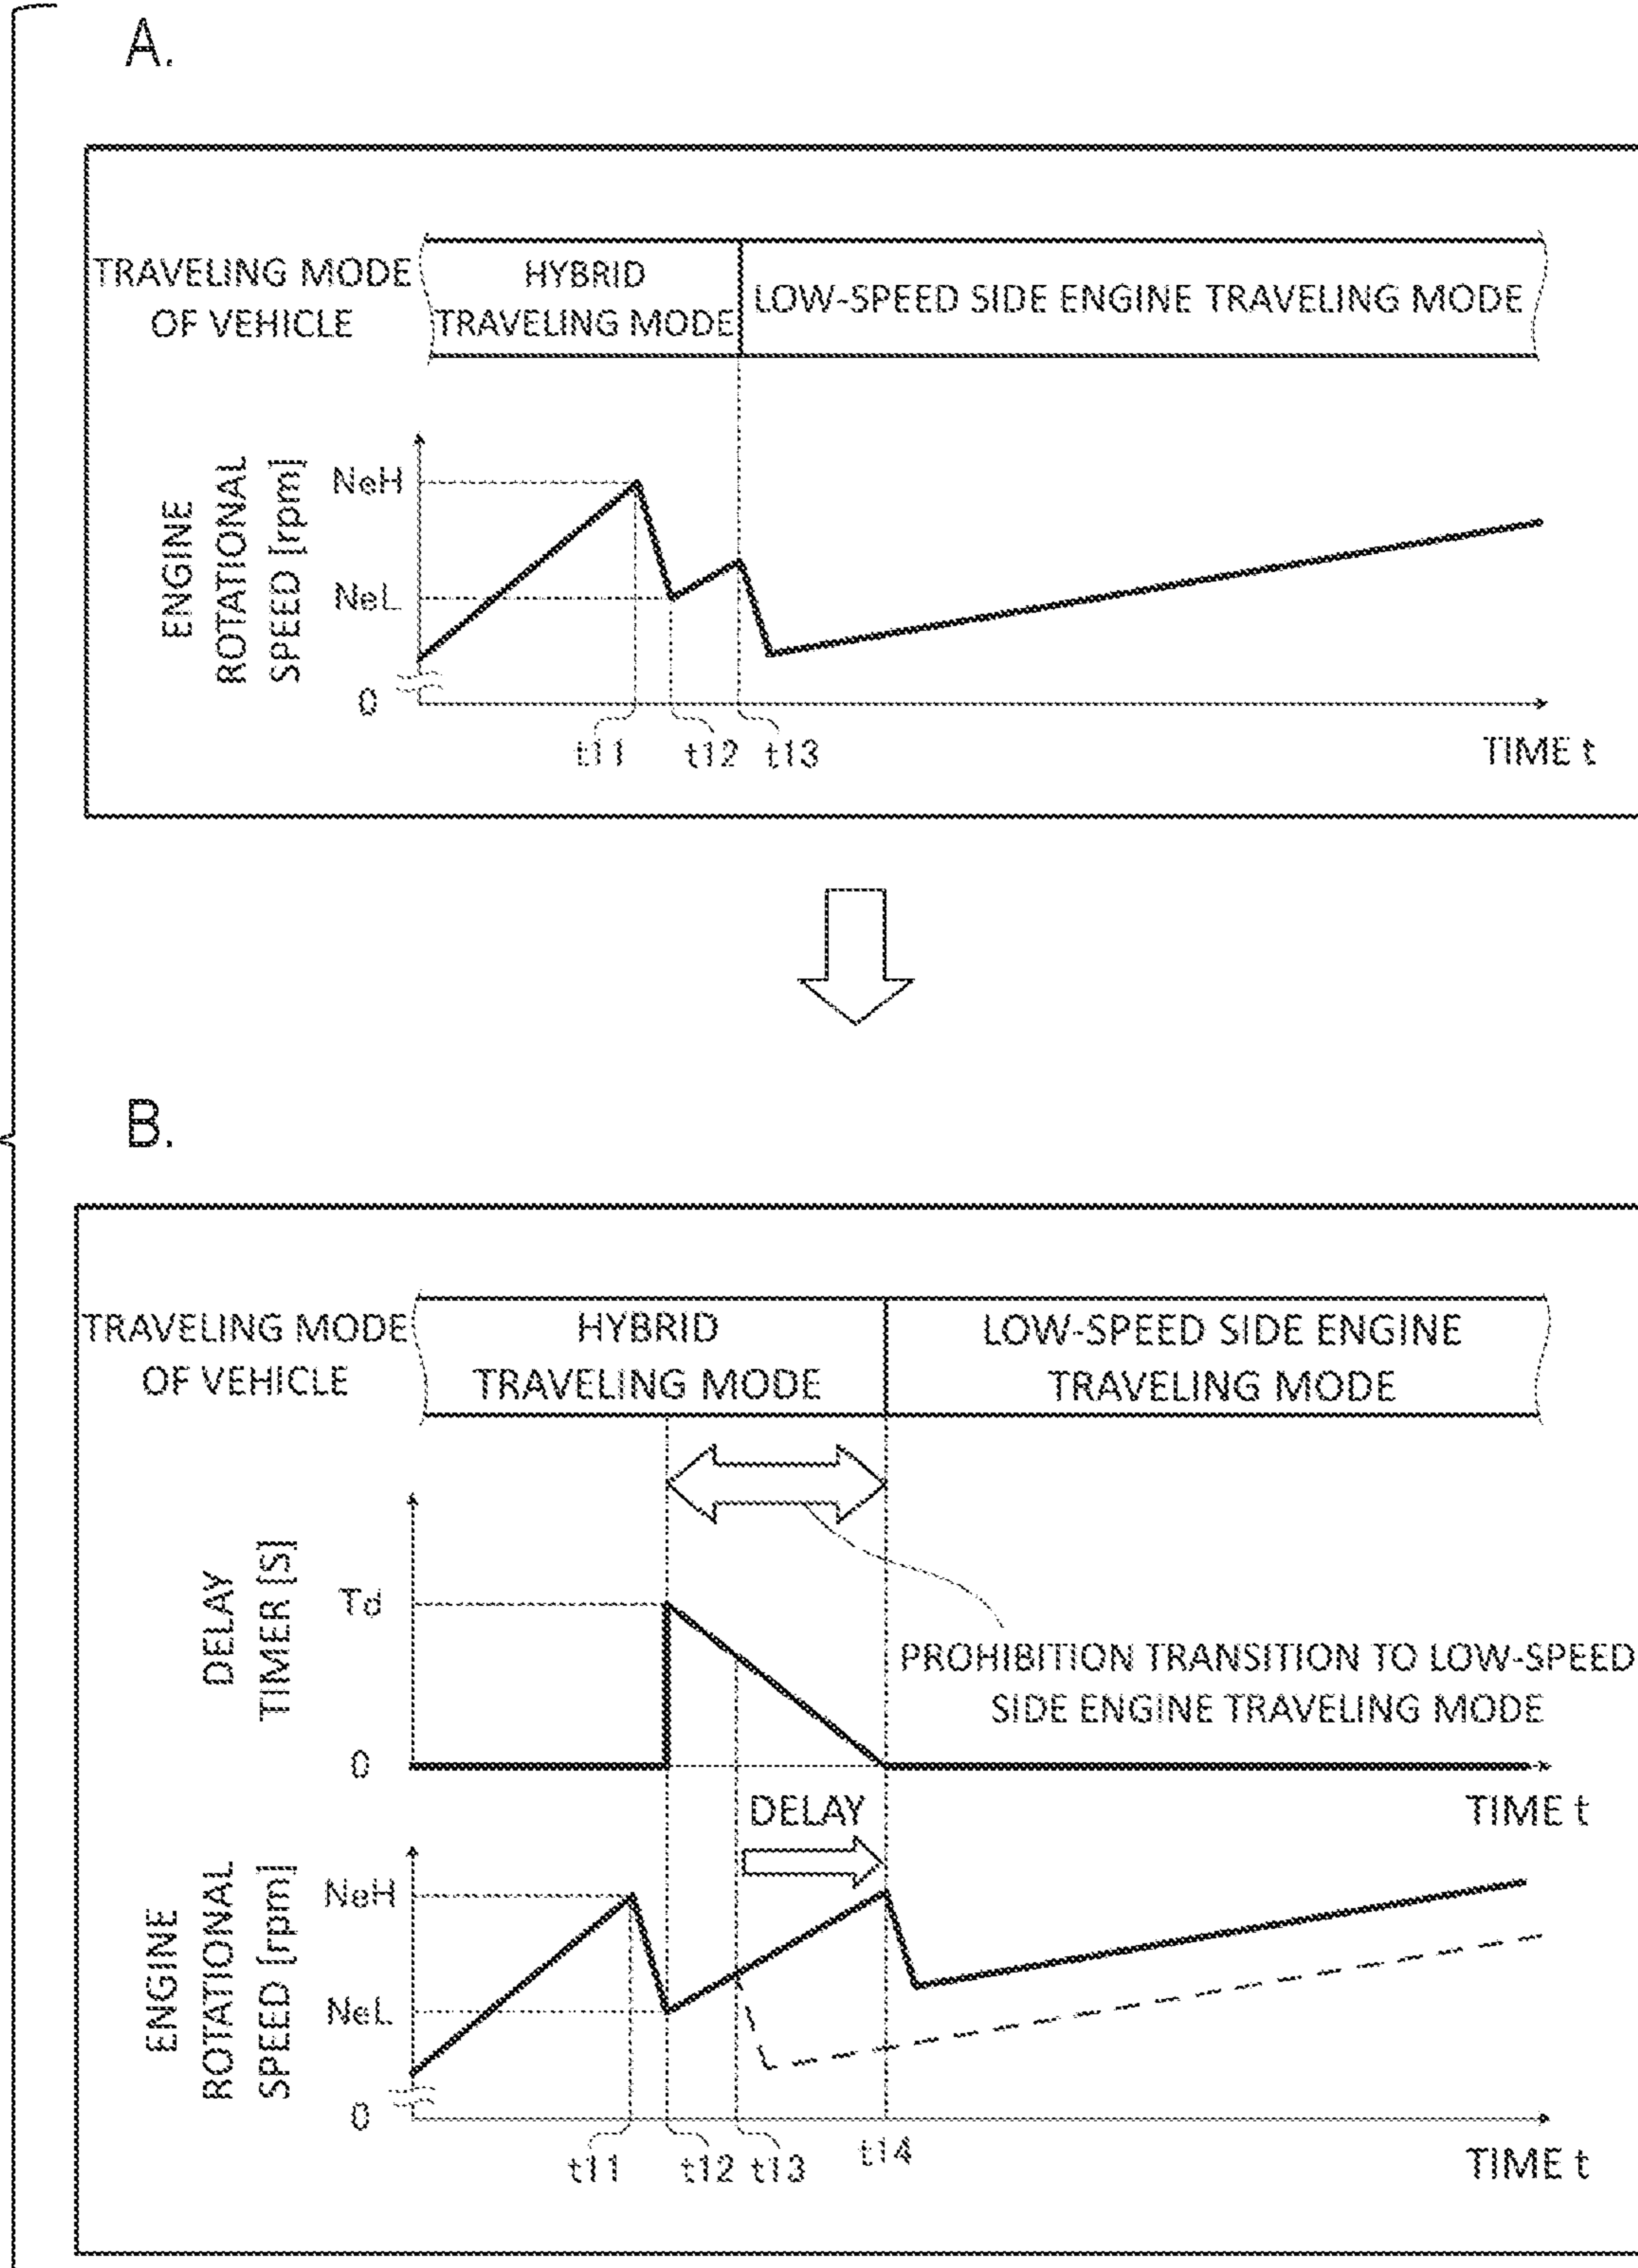 A.
TRAVELING MODE
OF VEHICLE
HYBRID
TRAVELING MODE
LOW-SPEED SIDE ENGINE TRAVELING MODE
ENGINE
ROTATIONAL
SPEED [rpm]
NeH
NeL
0
t11
t12
t13
TIME t
B.
TRAVELING MODE
OF VEHICLE
HYBRID
TRAVELING MODE
LOW-SPEED SIDE ENGINE
TRAVELING MODE
DELAY
TIMER [S]
Td
0
PROHIBITION TRANSITION TO LOW-SPEED
SIDE ENGINE TRAVELING MODE
TIME t
DELAY
ENGINE
ROTATIONAL
SPEED [rpm]
NeH
NeL
0
t11
t12
t13
t14
TIME t